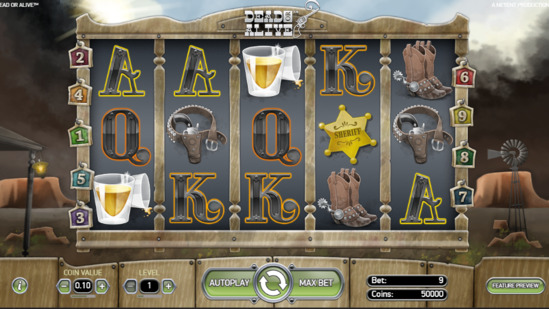 EAD OR ALIVE™
DEAD OR
ALIVE
2
4
1
5
3
6
9
8
7
A A K
Q Q SHERIFF
K K A
COIN VALUE
0.10
LEVEL
1
AUTOPLAY
MAX BET
Bet: 9
Coins: 50000
FEATURE PREVIEW